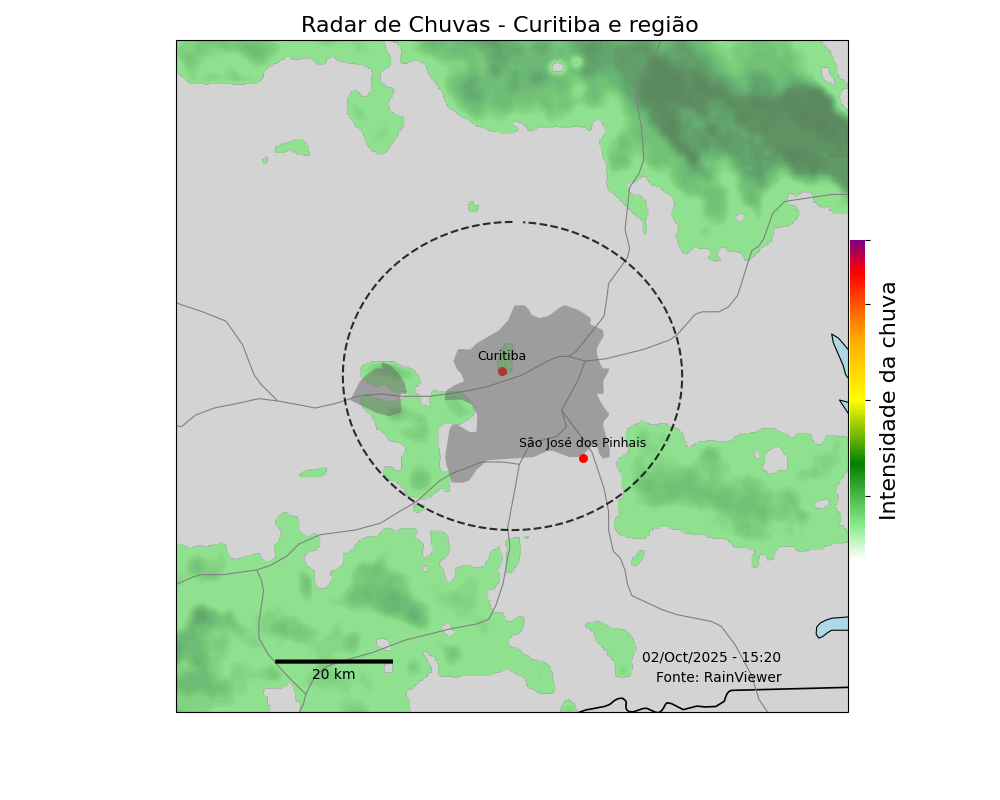 Radar de Chuvas - Curitiba e região
Curitiba
São José dos Pinhais
Intensidade da chuva
02/Oct/2025 - 15:20
Fonte: RainViewer
20 km